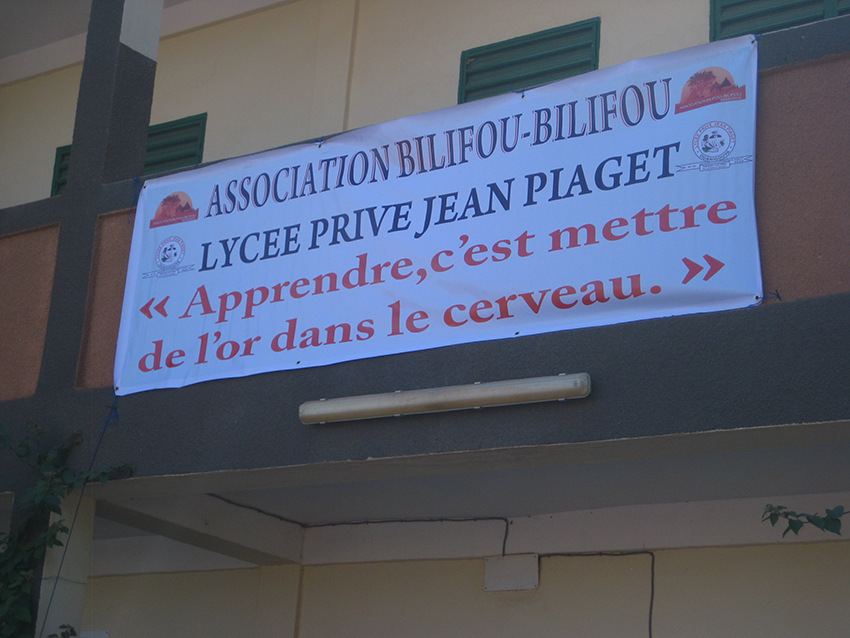 ASSOCIATION BILIFOU-BILIFOU
LYCEE PRIVE JEAN PIAGET
« Apprendre,c'est mettre
de l'or dans le cerveau. »